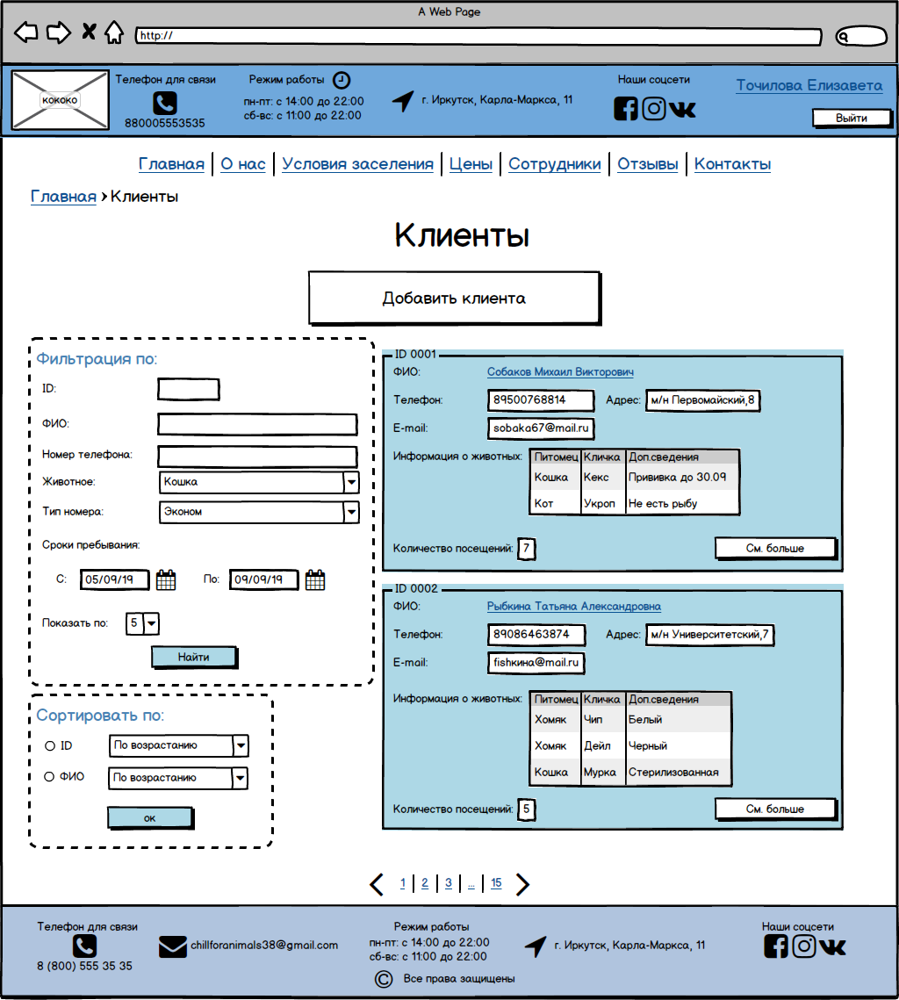 A Web Page
http://
кококо
Телефон для связи
880005553535
Режим работы
пн-пт: с 14:00 до 22:00
сб-вс: с 11:00 до 22:00
г. Иркутск, Карла-Маркса, 11
Наши соцсети
Точилова Елизавета
Выйти
Главная О нас Условия заселения Цены Сотрудники Отзывы Контакты
Главная › Клиенты
Клиенты
Добавить клиента
Фильтрация по:
ID:
ФИО:
Номер телефона:
Животное: Кошка
Тип номера: Эконом
Сроки пребывания:
С: 05/09/19 По: 09/09/19
Показать по: 5
Найти
Сортировать по:
ID По возрастанию
ФИО По возрастанию
ок
ID 0001
ФИО: Собаков Михаил Викторович
Телефон: 89500768814 Адрес: м/н Первомайский,8
E-mail: sobaka67@mail.ru
Информация о животных: Питомец Кличка Доп.сведения
Кошка Кекс Прививка до 30.09
Кот Укроп Не есть рыбу
Количество посещений: 7 См. больше
ID 0002
ФИО: Рыбкина Татьяна Александровна
Телефон: 89086463874 Адрес: м/н Университетский,7
E-mail: fishкина@mail.ru
Информация о животных: Питомец Кличка Доп.сведения
Хомяк Чип Белый
Хомяк Дейл Черный
Кошка Мурка Стерилизованная
Количество посещений: 5 См. больше
1 2 3 ... 15
Телефон для связи
8 (800) 555 35 35
chillforanimals38@gmail.com
Режим работы
пн-пт: с 14:00 до 22:00
сб-вс: с 11:00 до 22:00
© Все права защищены
г. Иркутск, Карла-Маркса, 11
Наши соцсети